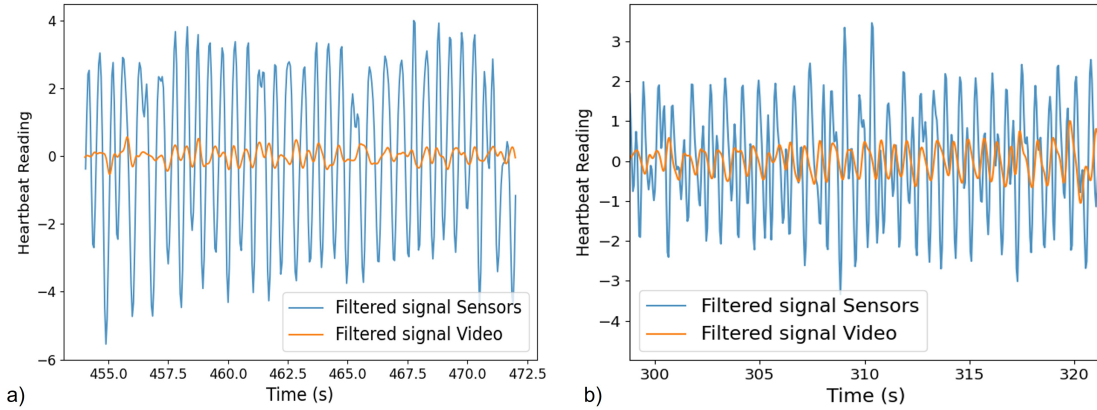 4
2
0
−2
−4
−6
Heartbeat Reading
455.0 457.5 460.0 462.5 465.0 467.5 470.0 472.5
Time (s)
Filtered signal Sensors
Filtered signal Video
a)
3
2
1
0
−1
−2
−3
−4
Heartbeat Reading
300 305 310 315 320
Time (s)
Filtered signal Sensors
Filtered signal Video
b)